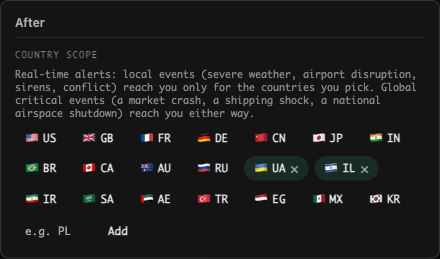 After
COUNTRY SCOPE
Real-time alerts: local events (severe weather, airport disruption,
sirens, conflict) reach you only for the countries you pick. Global
critical events (a market crash, a shipping shock, a national
airspace shutdown) reach you either way.
US GB FR DE CN JP IN
BR CA AU RU UA × IL ×
IR SA AE TR EG MX KR
e.g. PL Add